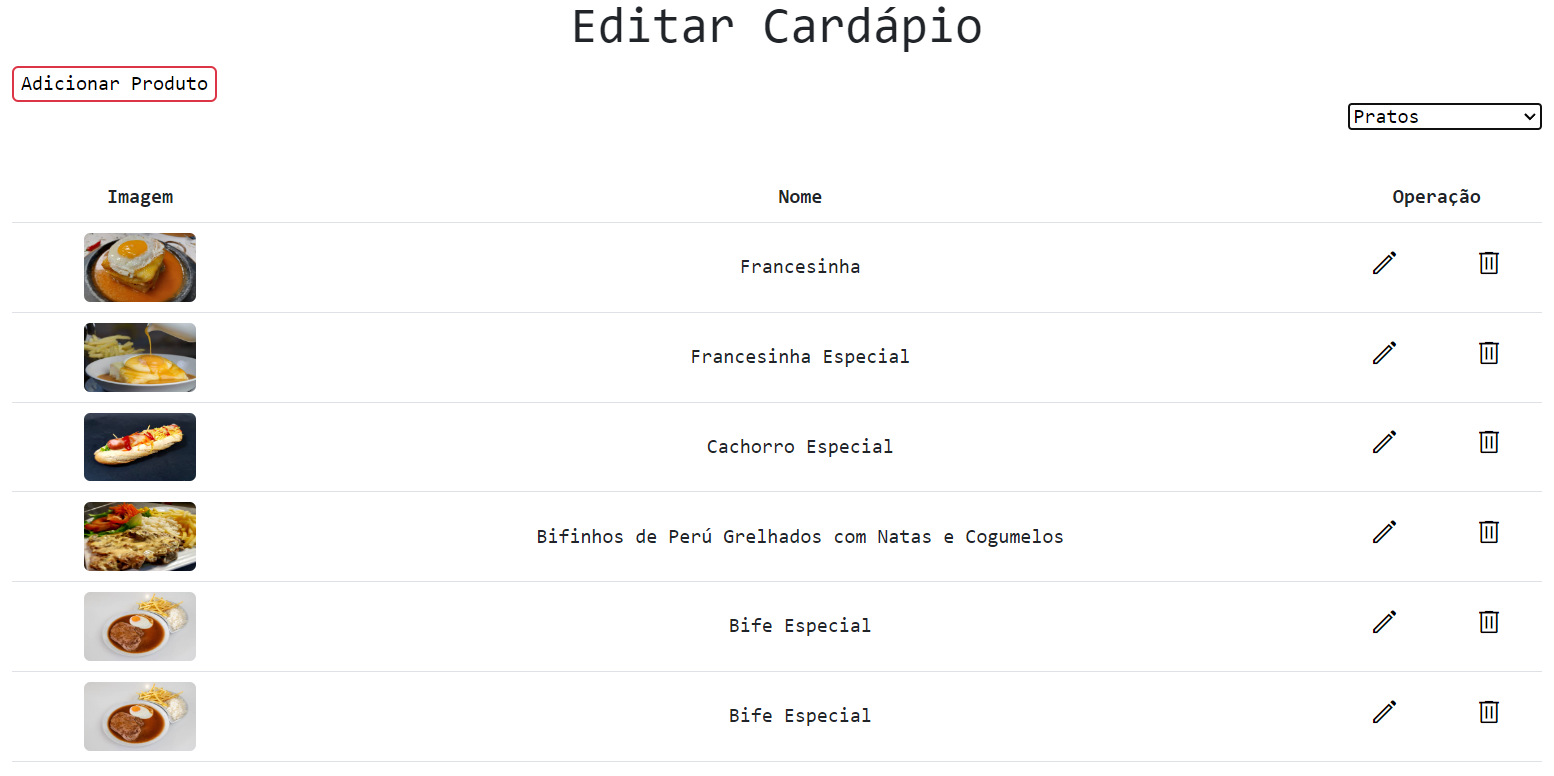 Editar Cardápio
Adicionar Produto
Pratos
Imagem Nome Operação
Francesinha
Francesinha Especial
Cachorro Especial
Bifinhos de Perú Grelhados com Natas e Cogumelos
Bife Especial
Bife Especial